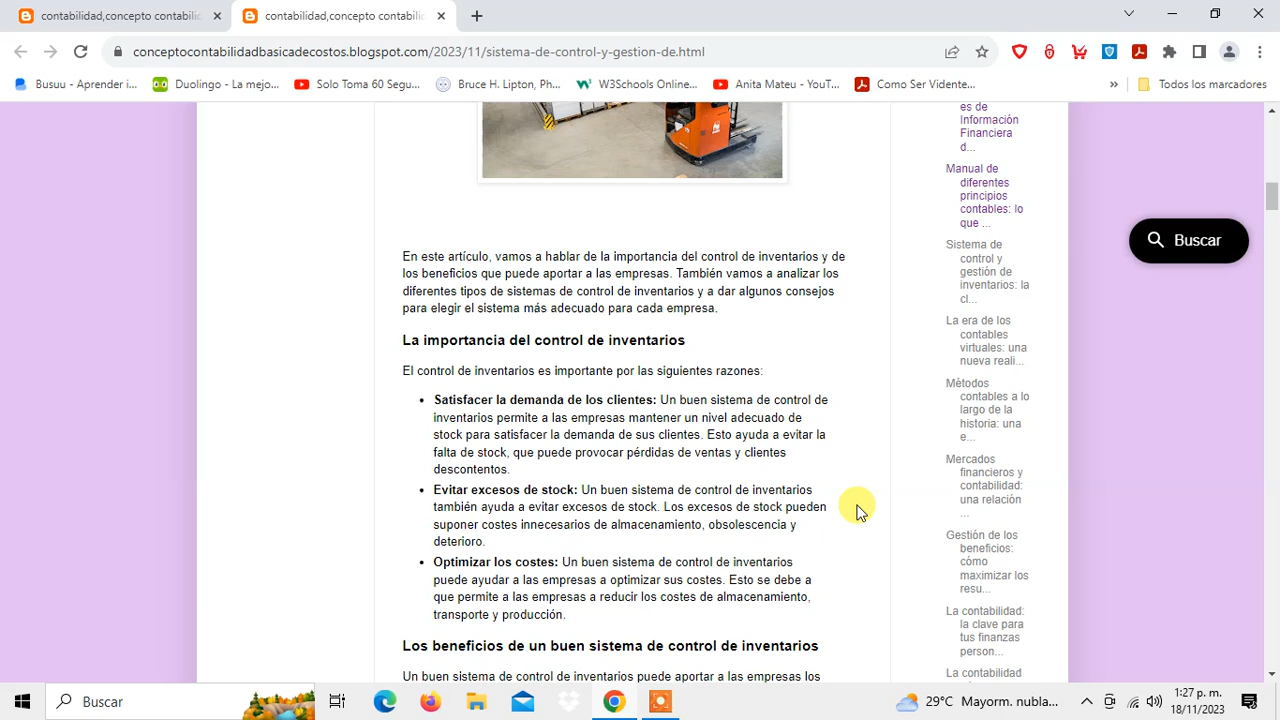 contabilidad,concepto contabilid
contabilidad,concepto contabilid
conceptocontabilidadbasicadecostos.blogspot.com/2023/11/sistema-de-control-y-gestion-de.html
Busuu - Aprender i...
Duolingo - La mejo...
Solo Toma 60 Segu...
Bruce H. Lipton, Ph...
W3Schools Online...
Anita Mateu - YouT...
Como Ser Vidente...
»
Todos los marcadores
En este artículo, vamos a hablar de la importancia del control de inventarios y de
los beneficios que puede aportar a las empresas. También vamos a analizar los
diferentes tipos de sistemas de control de inventarios y a dar algunos consejos
para elegir el sistema más adecuado para cada empresa.
La importancia del control de inventarios
El control de inventarios es importante por las siguientes razones:
• Satisfacer la demanda de los clientes: Un buen sistema de control de
inventarios permite a las empresas mantener un nivel adecuado de
stock para satisfacer la demanda de sus clientes. Esto ayuda a evitar la
falta de stock, que puede provocar pérdidas de ventas y clientes
descontentos.
• Evitar excesos de stock: Un buen sistema de control de inventarios
también ayuda a evitar excesos de stock. Los excesos de stock pueden
suponer costes innecesarios de almacenamiento, obsolescencia y
deterioro.
• Optimizar los costes: Un buen sistema de control de inventarios
puede ayudar a las empresas a optimizar sus costes. Esto se debe a
que permite a las empresas a reducir los costes de almacenamiento,
transporte y producción.
Los beneficios de un buen sistema de control de inventarios
Un buen sistema de control de inventarios puede aportar a las empresas los
es de
Información
Financiera
d...
Manual de
diferentes
principios
contables: lo
que ...
Sistema de
control y
gestión de
inventarios: la
cl...
La era de los
contables
virtuales: una
nueva reali...
Métodos
contables a lo
largo de la
historia: una
e...
Mercados
financieros y
contabilidad:
una relación
...
Gestión de los
beneficios:
cómo
maximizar los
resu...
La contabilidad:
la clave para
tus finanzas
person...
La contabilidad
Buscar
Buscar
29°C Mayorm. nubla...
1:27 p. m.
18/11/2023